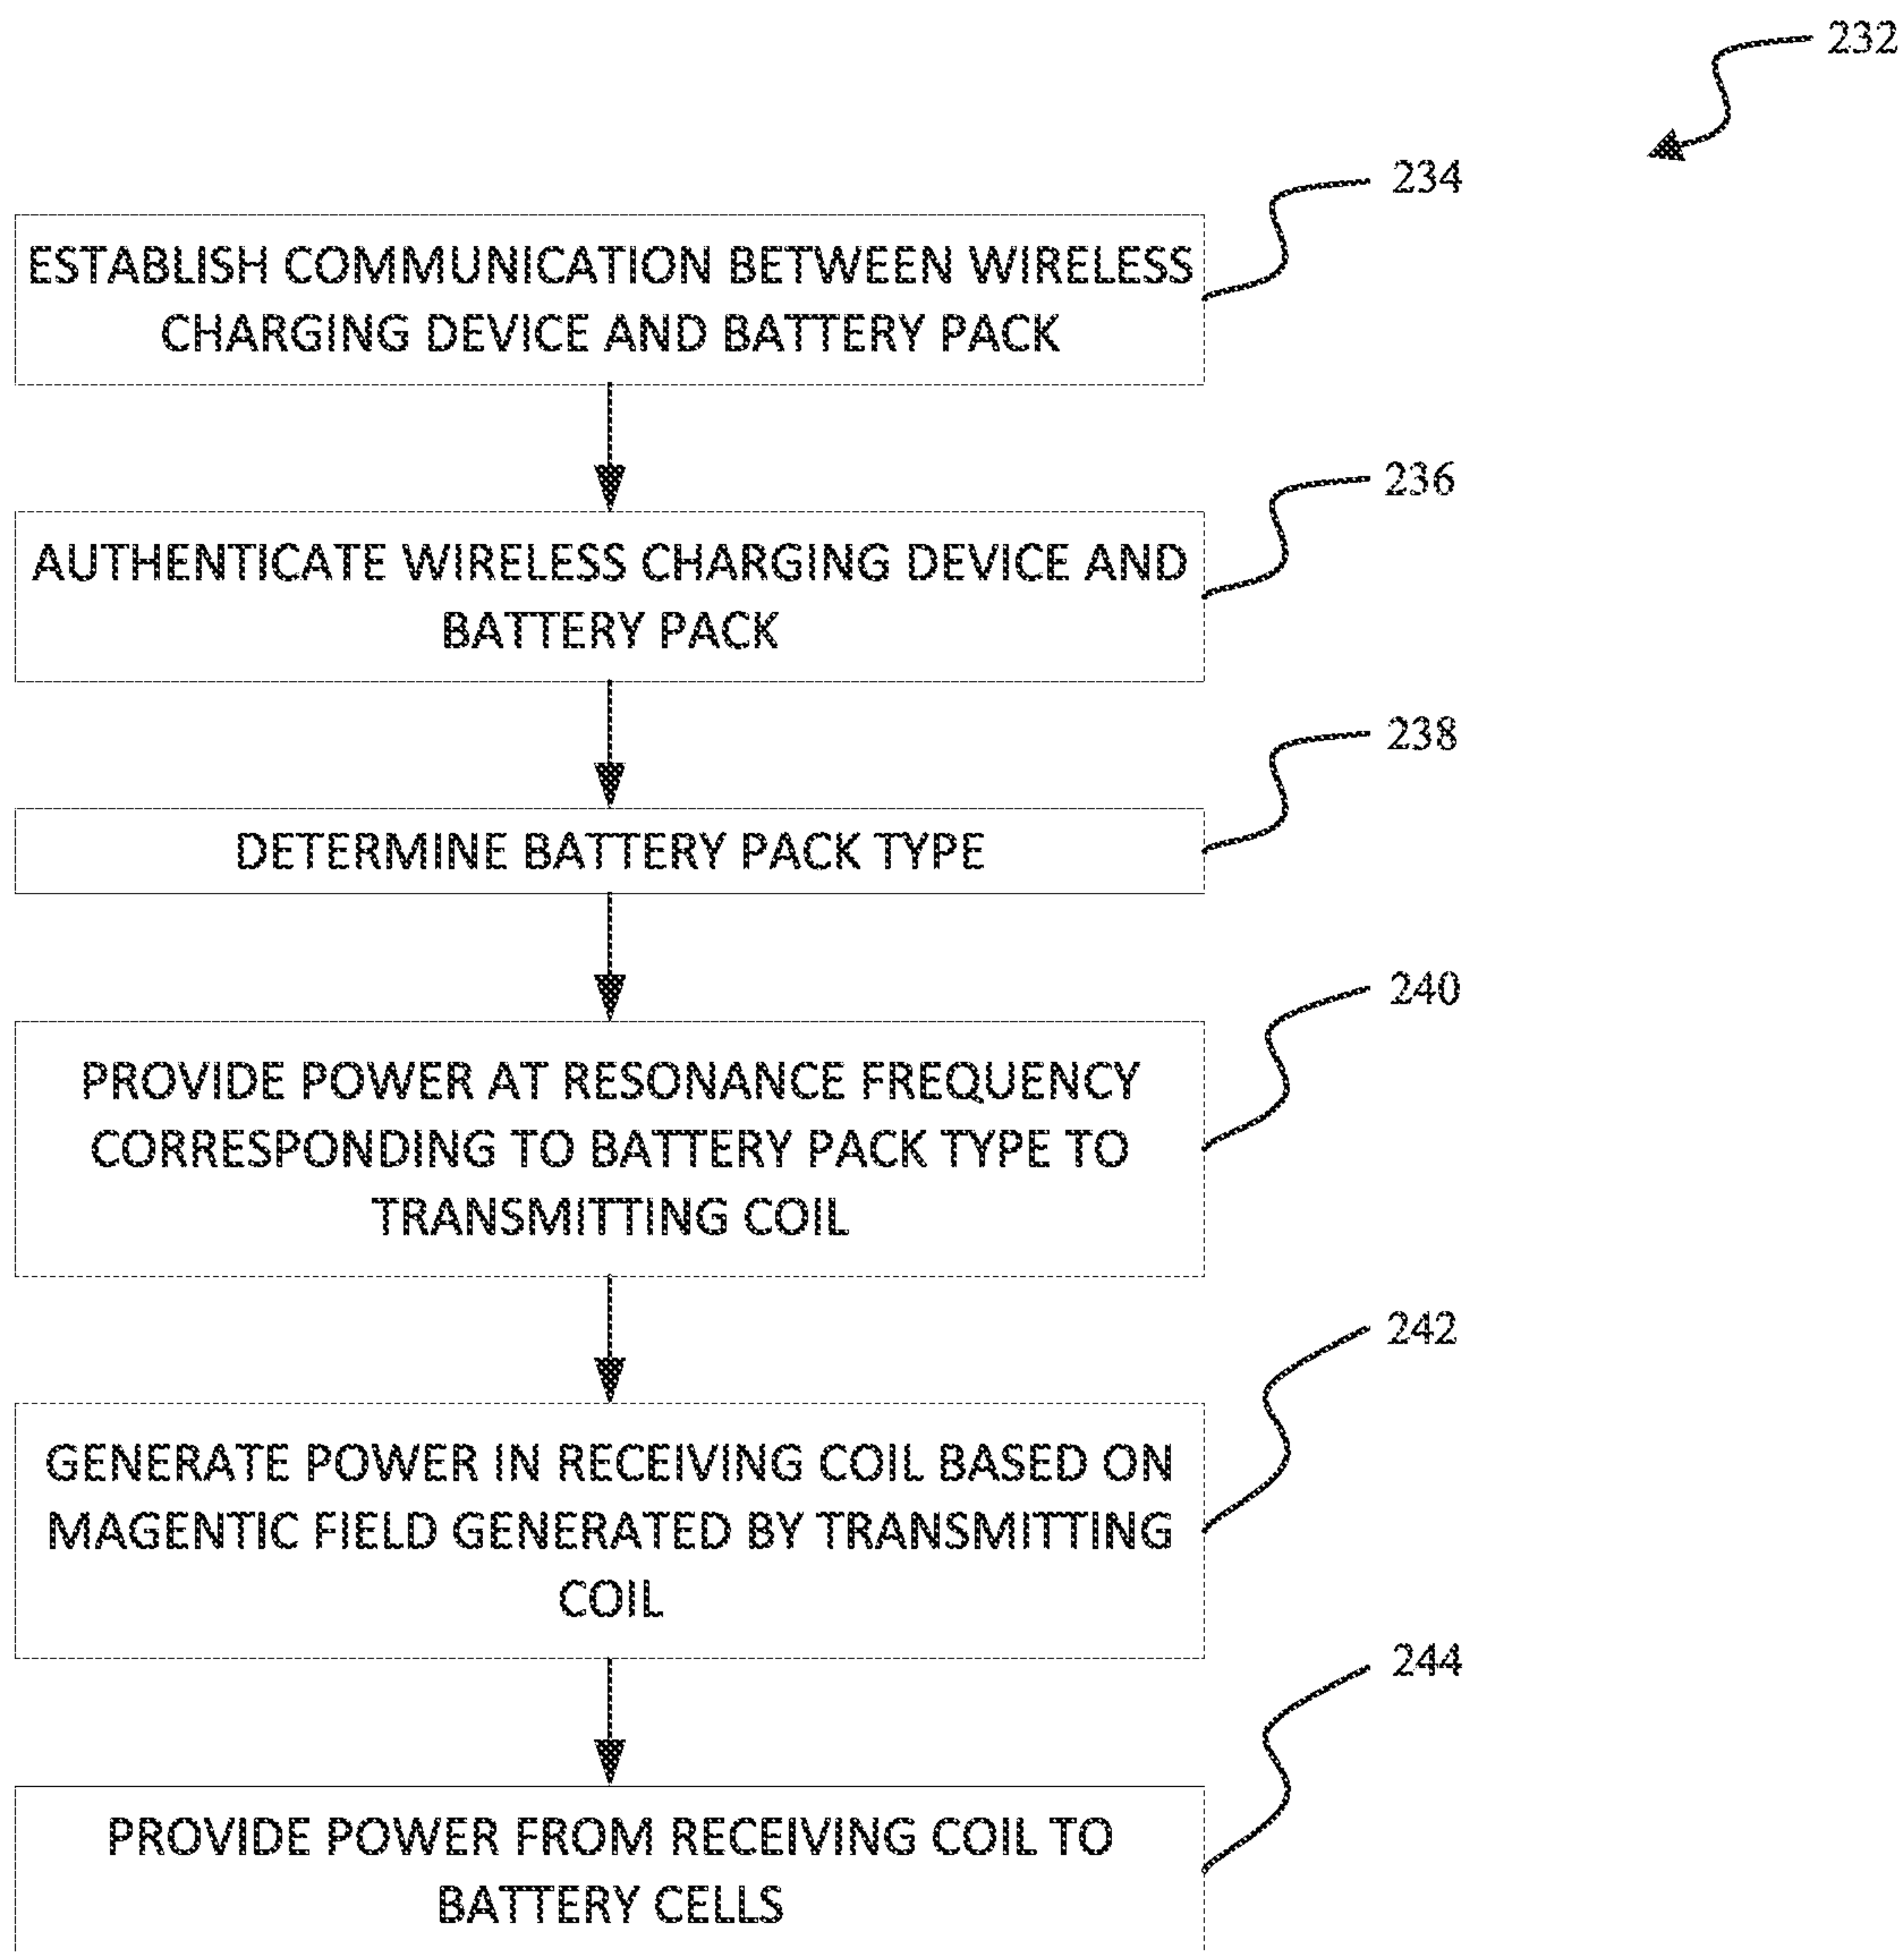 232
234
ESTABLISH COMMUNICATION BETWEEN WIRELESS
CHARGING DEVICE AND BATTERY PACK
236
AUTHENTICATE WIRELESS CHARGING DEVICE AND
BATTERY PACK
238
DETERMINE BATTERY PACK TYPE
240
PROVIDE POWER AT RESONANCE FREQUENCY
CORRESPONDING TO BATTERY PACK TYPE TO
TRANSMITTING COIL
242
GENERATE POWER IN RECEIVING COIL BASED ON
MAGENTIC FIELD GENERATED BY TRANSMITTING
COIL
244
PROVIDE POWER FROM RECEIVING COIL TO
BATTERY CELLS